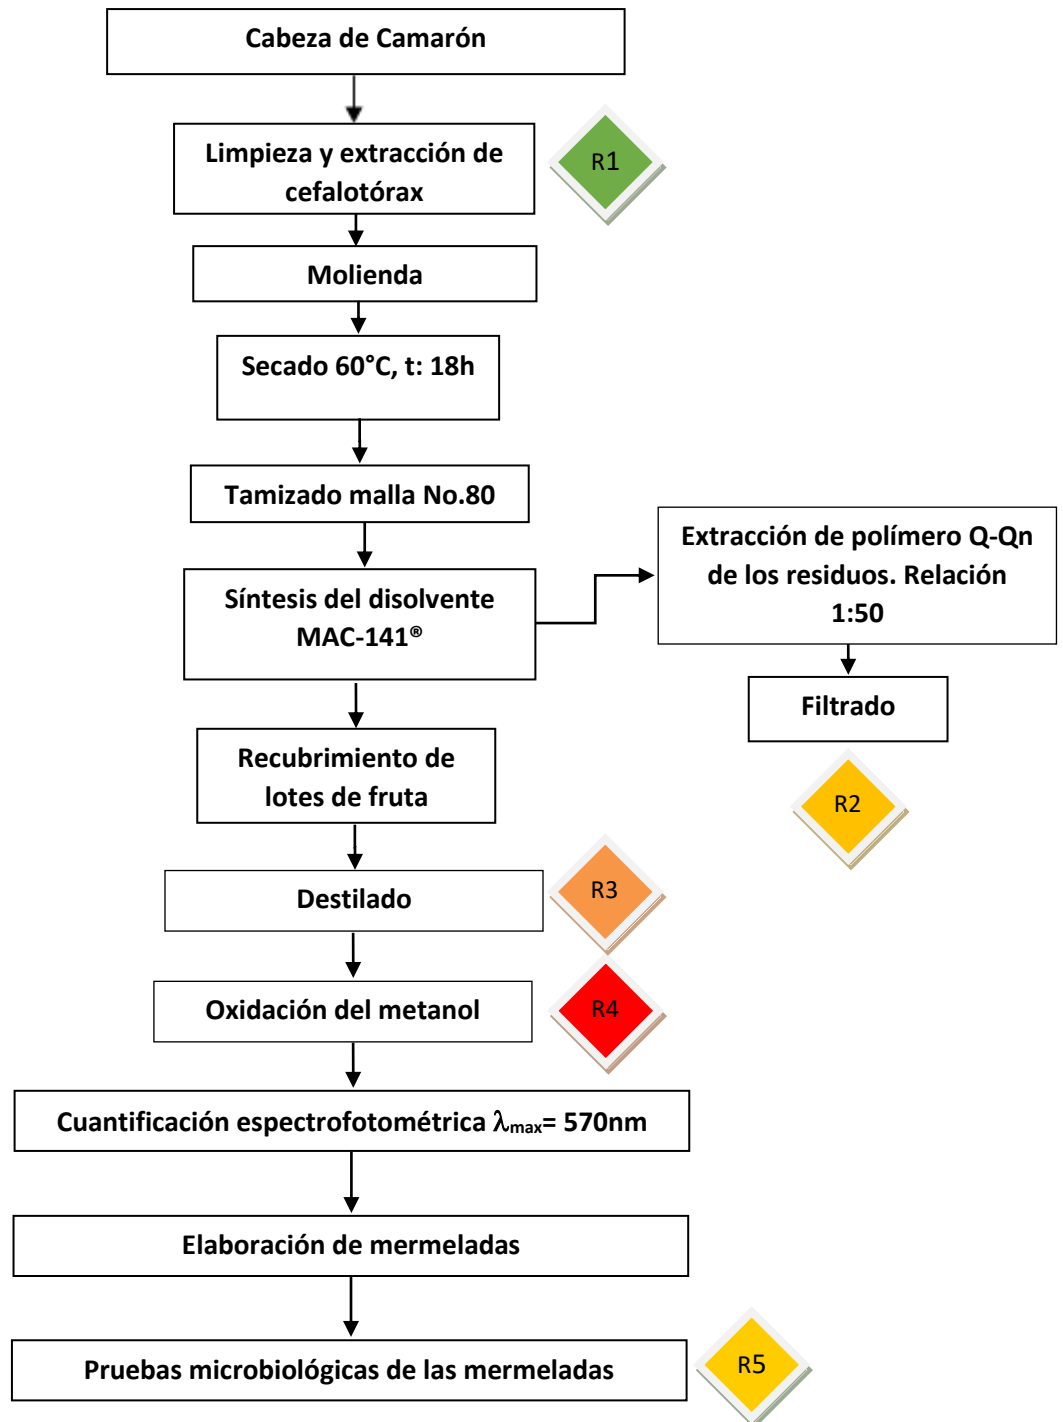 Cabeza de Camarón
Limpieza y extracción de
cefalotórax
R1
Molienda
Secado 60°C, t: 18h
Tamizado malla No.80
Síntesis del disolvente
MAC-141®
Extracción de polímero Q-Qn
de los residuos. Relación
1:50
Filtrado
R2
Recubrimiento de
lotes de fruta
Destilado
R3
Oxidación del metanol
R4
Cuantificación espectrofotométrica λmax= 570nm
Elaboración de mermeladas
Pruebas microbiológicas de las mermeladas
R5